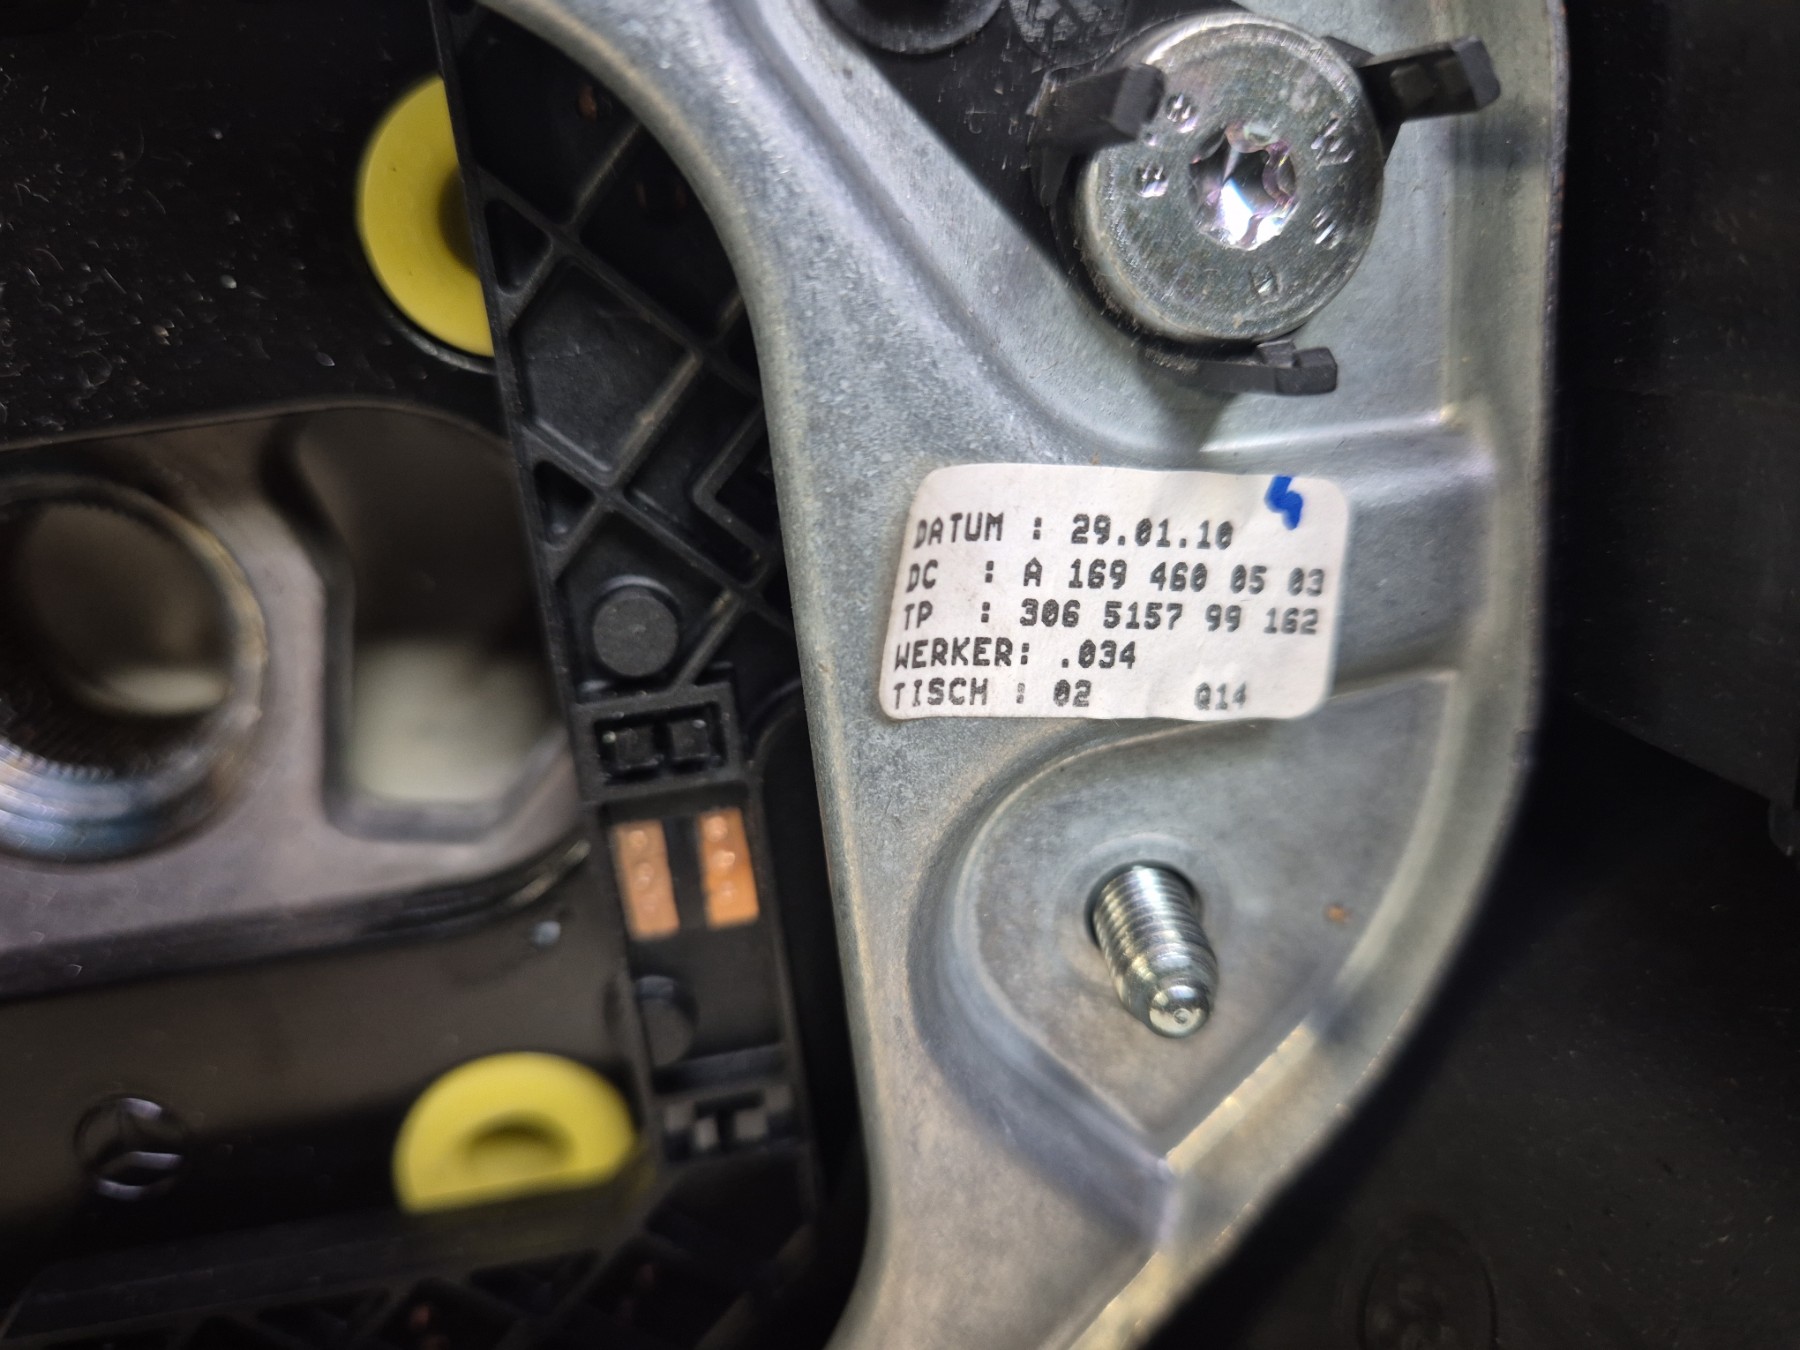 DATUM : 29.01.10
DC : A 169 460 05 03
TP : 306 5157 99 162
WERKER: .034
TISCH : 02 Q14